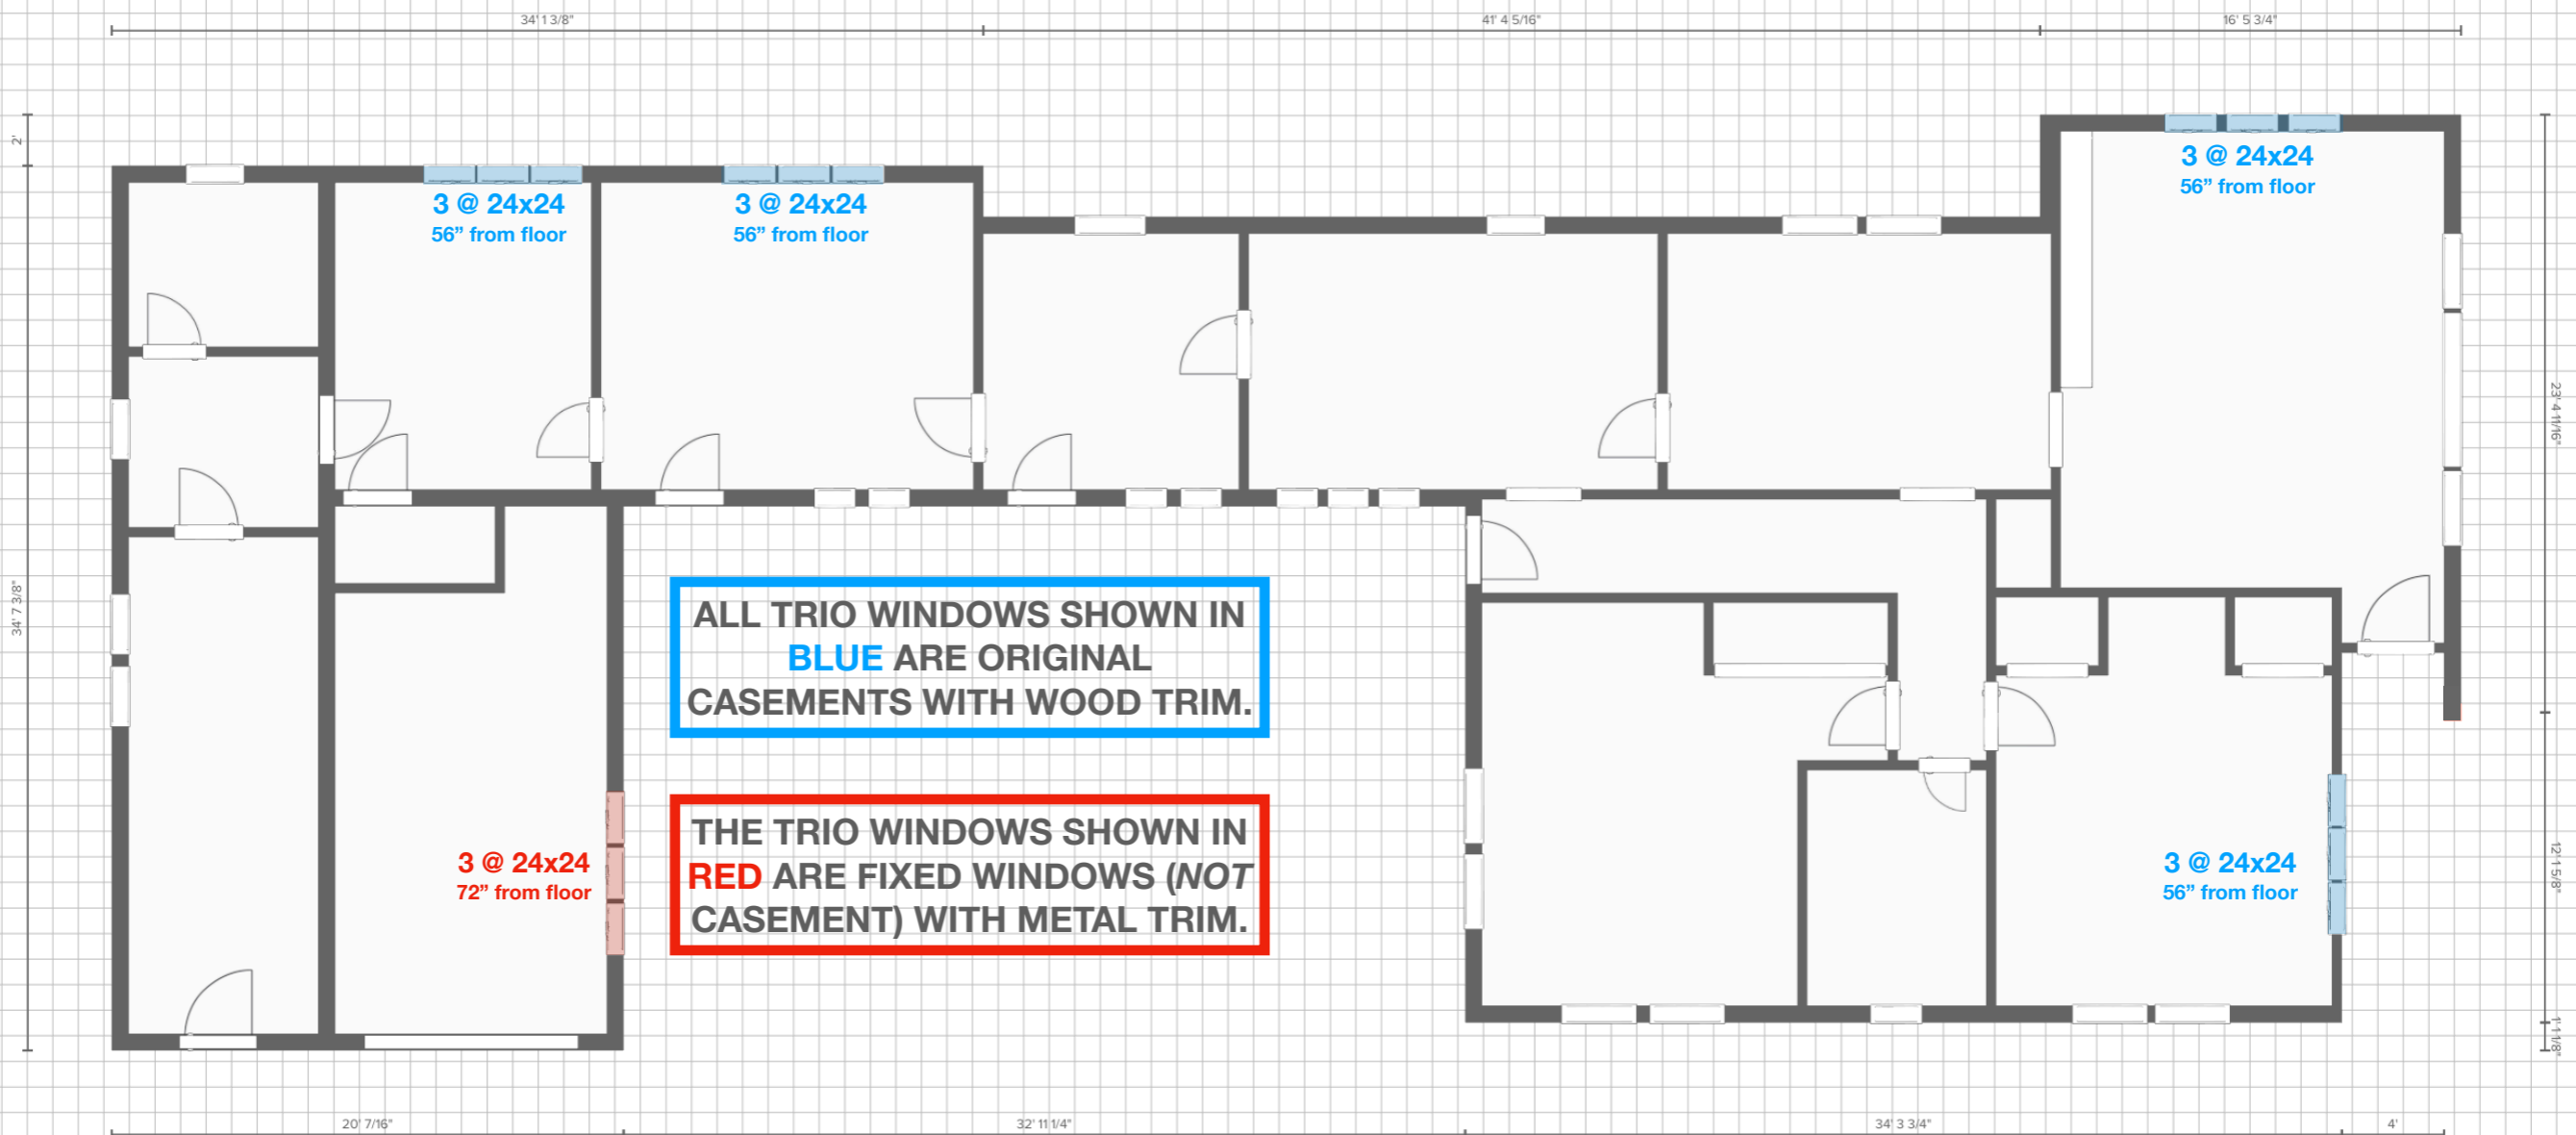 34' 1 3/8"
41' 4 5/16"
16' 5 3/4"
2'
3 @ 24x24
56” from floor
3 @ 24x24
56” from floor
3 @ 24x24
56” from floor
23' 4 11/16"
34' 7 3/8"
ALL TRIO WINDOWS SHOWN IN
BLUE ARE ORIGINAL
CASEMENTS WITH WOOD TRIM.
THE TRIO WINDOWS SHOWN IN
RED ARE FIXED WINDOWS (NOT
CASEMENT) WITH METAL TRIM.
3 @ 24x24
72” from floor
3 @ 24x24
56” from floor
12' 1 5/8"
1' 1 1/8"
20' 7/16"
32' 11 1/4"
34' 3 3/4"
4'